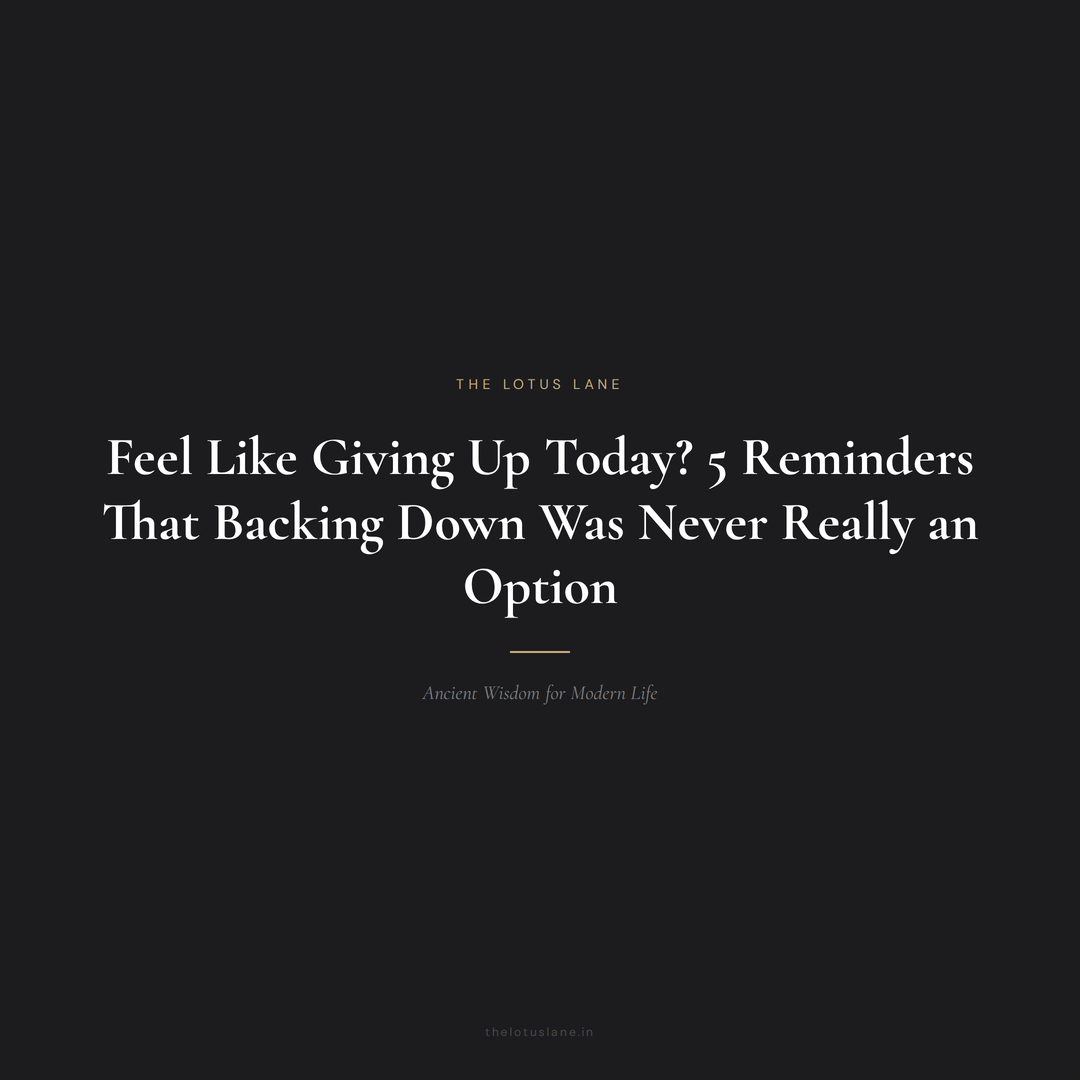 THE LOTUS LANE
Feel Like Giving Up Today? 5 Reminders
That Backing Down Was Never Really an
Option
Ancient Wisdom for Modern Life
thelotuslane.in